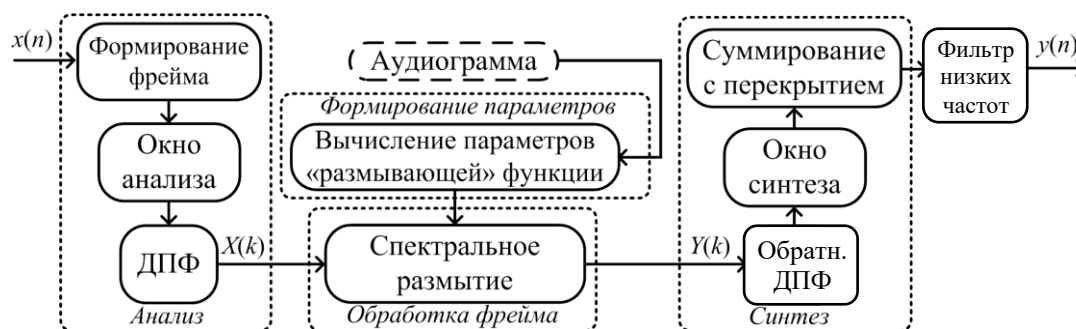 x(n)
Формирование
фрейма
Окно
анализа
ДПФ
Анализ
X(k)
Аудиограмма
Формирование параметров
Вычисление параметров
«размывающей» функции
Спектральное
размытие
Обработка фрейма
Y(k)
Суммирование
с перекрытием
Окно
синтеза
Обратн.
ДПФ
Синтез
Фильтр
низких
частот
y(n)